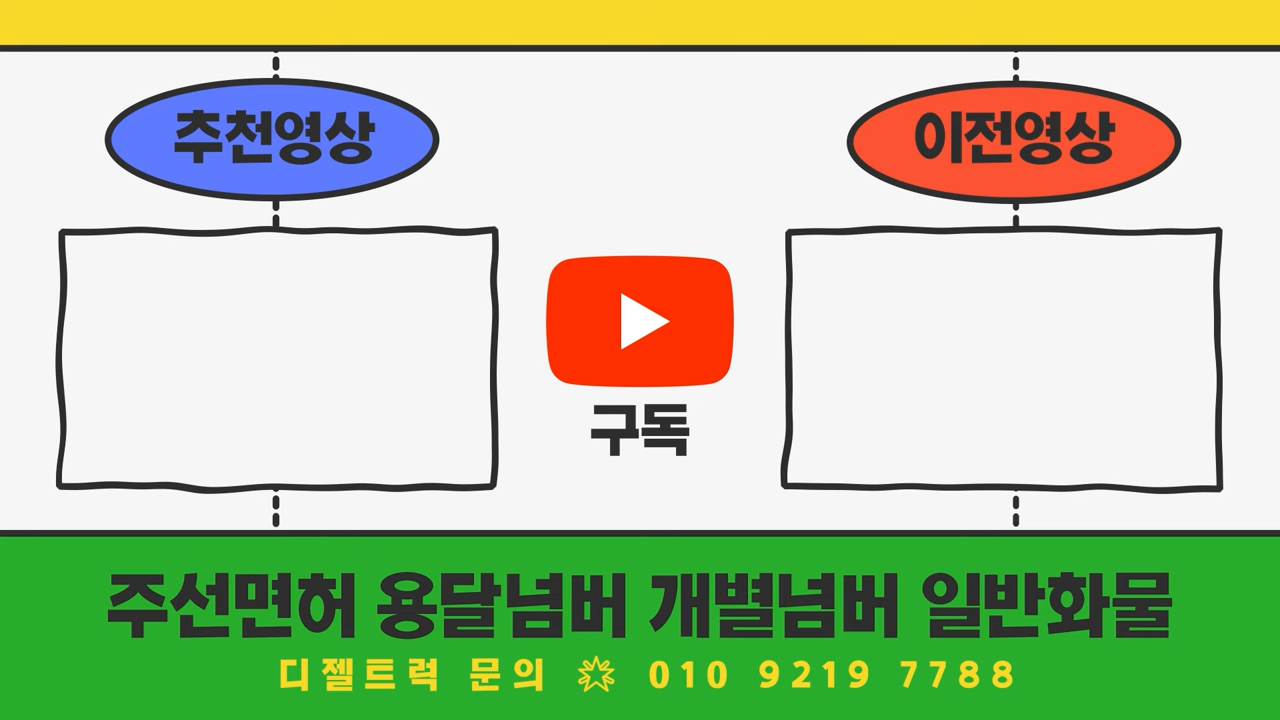 추천영상
이전영상
구독
주선면허 용달넘버 개별넘버 일반화물
디젤트럭 문의 010 9219 7788